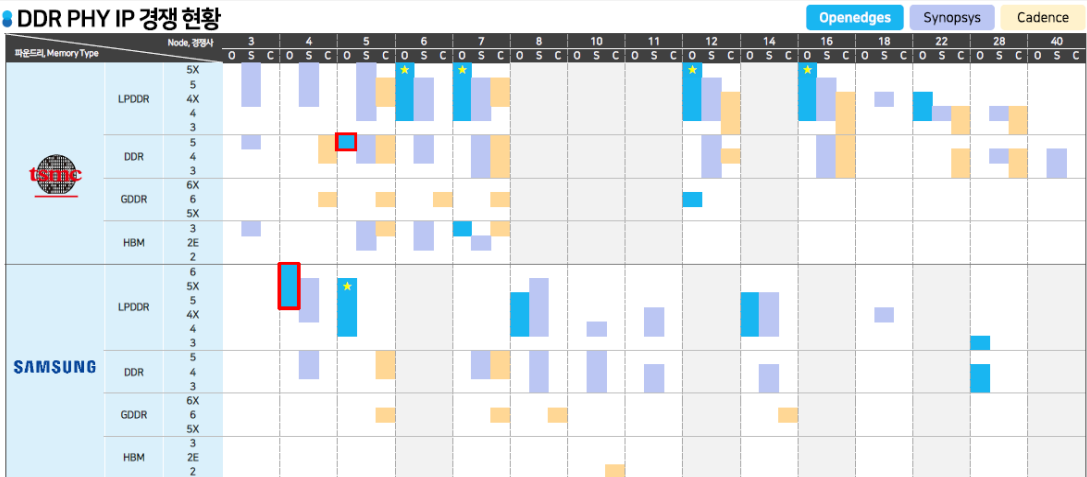 DDR PHY IP 경쟁 현황
Openedges Synopsys Cadence
Node, 경쟁사 3 4 5 6 7 8 10 11 12 14 16 18 22 28 40
파운드리, Memory Type O S C O S C O S C O S C O S C O S C O S C O S C O S C O S C O S C O S C O S C O S C O S C
tsmc
LPDDR
5X
5
4X
4
3
DDR
5
4
3
GDDR
6X
6
5X
HBM
3
2E
2
SAMSUNG
LPDDR
6
5X
5
4X
4
3
DDR
5
4
3
GDDR
6X
6
5X
HBM
3
2E
2